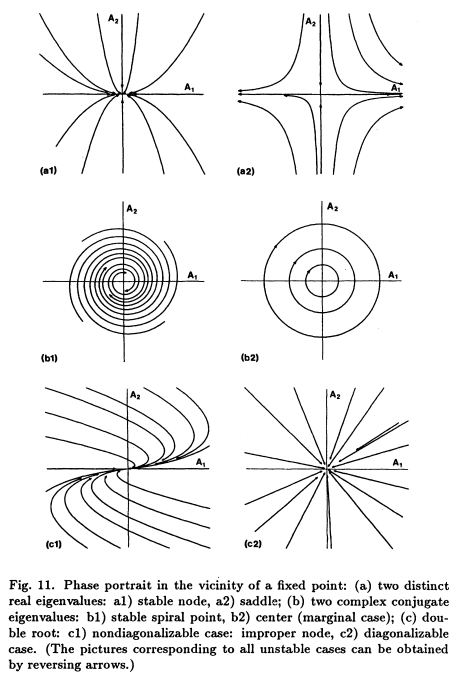 A₂
A₁
(a1)
A₂
A₁
(a2)
A₂
A₁
(b1)
A₂
A₁
(b2)
A₂
A₁
(c1)
A₂
A₁
(c2)
Fig. 11. Phase portrait in the vicinity of a fixed point: (a) two distinct
real eigenvalues: a1) stable node, a2) saddle; (b) two complex conjugate
eigenvalues: b1) stable spiral point, b2) center (marginal case); (c) dou-
ble root: c1) nondiagonalizable case: improper node, c2) diagonalizable
case. (The pictures corresponding to all unstable cases can be obtained
by reversing arrows.)